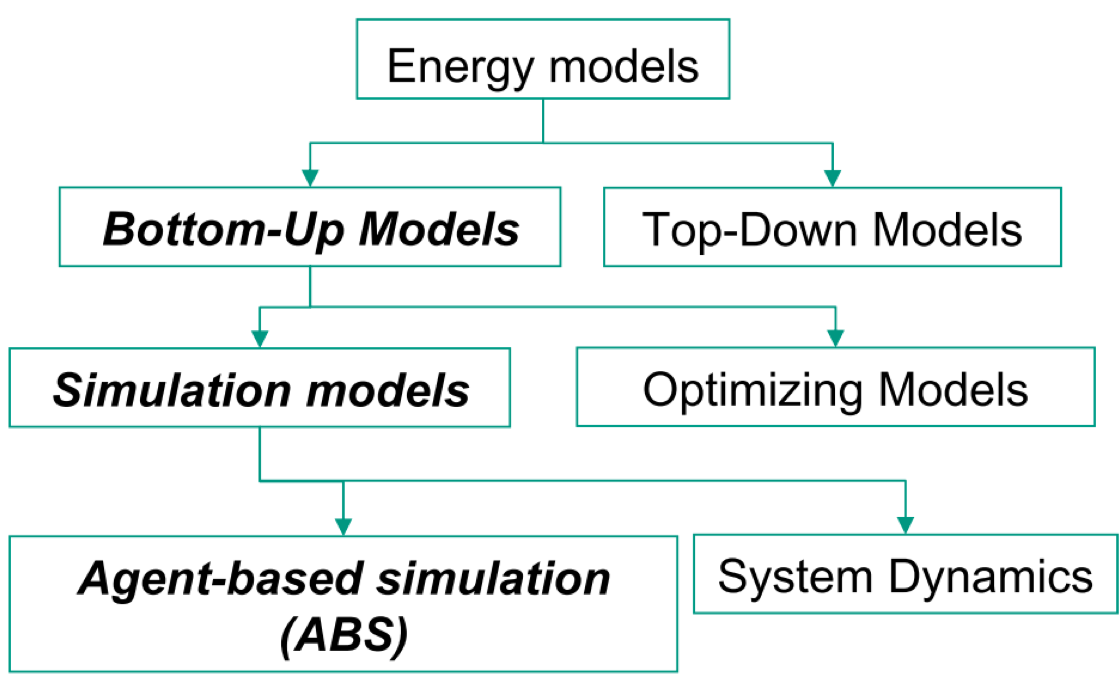 Energy models
Bottom-Up Models
Top-Down Models
Simulation models
Optimizing Models
Agent-based simulation
(ABS)
System Dynamics